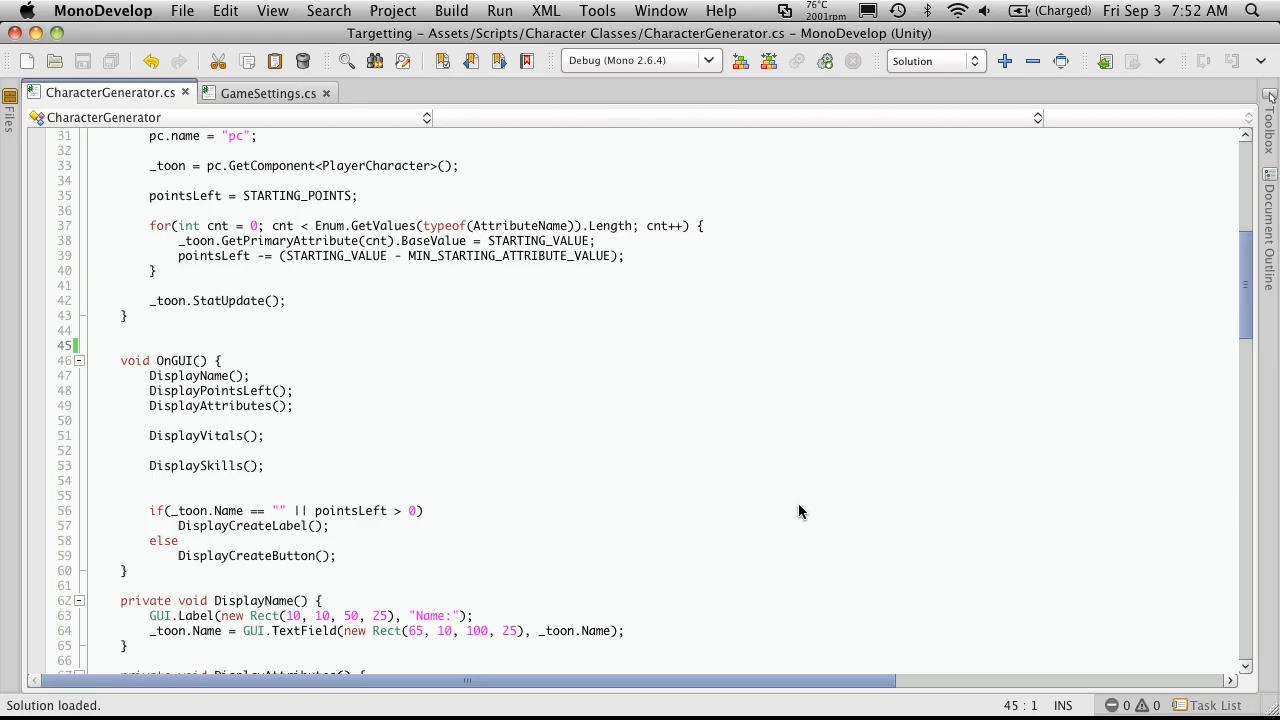 MonoDevelop File Edit View Search Project Build Run XML Tools Window Help 76°C 2001rpm (Charged) Fri Sep 3 7:52 AM
Targetting - Assets/Scripts/Character Classes/CharacterGenerator.cs - MonoDevelop (Unity)
Debug (Mono 2.6.4) Solution
CharacterGenerator.cs GameSettings.cs
Files
CharacterGenerator
Toolbox
Document Outline
31 pc.name = "pc";
32
33 _toon = pc.GetComponent<PlayerCharacter>();
34
35 pointsLeft = STARTING_POINTS;
36
37 for(int cnt = 0; cnt < Enum.GetValues(typeof(AttributeName)).Length; cnt++) {
38 _toon.GetPrimaryAttribute(cnt).BaseValue = STARTING_VALUE;
39 pointsLeft -= (STARTING_VALUE - MIN_STARTING_ATTRIBUTE_VALUE);
40 }
41
42 _toon.StatUpdate();
43 }
44
45
46 void OnGUI() {
47 DisplayName();
48 DisplayPointsLeft();
49 DisplayAttributes();
50
51 DisplayVitals();
52
53 DisplaySkills();
54
55
56 if(_toon.Name == "" || pointsLeft > 0)
57 DisplayCreateLabel();
58 else
59 DisplayCreateButton();
60 }
61
62 private void DisplayName() {
63 GUI.Label(new Rect(10, 10, 50, 25), "Name:");
64 _toon.Name = GUI.TextField(new Rect(65, 10, 100, 25), _toon.Name);
65 }
66
67 private void DisplayAttributes() {
Solution loaded. 45 : 1 INS 0 0 Task List